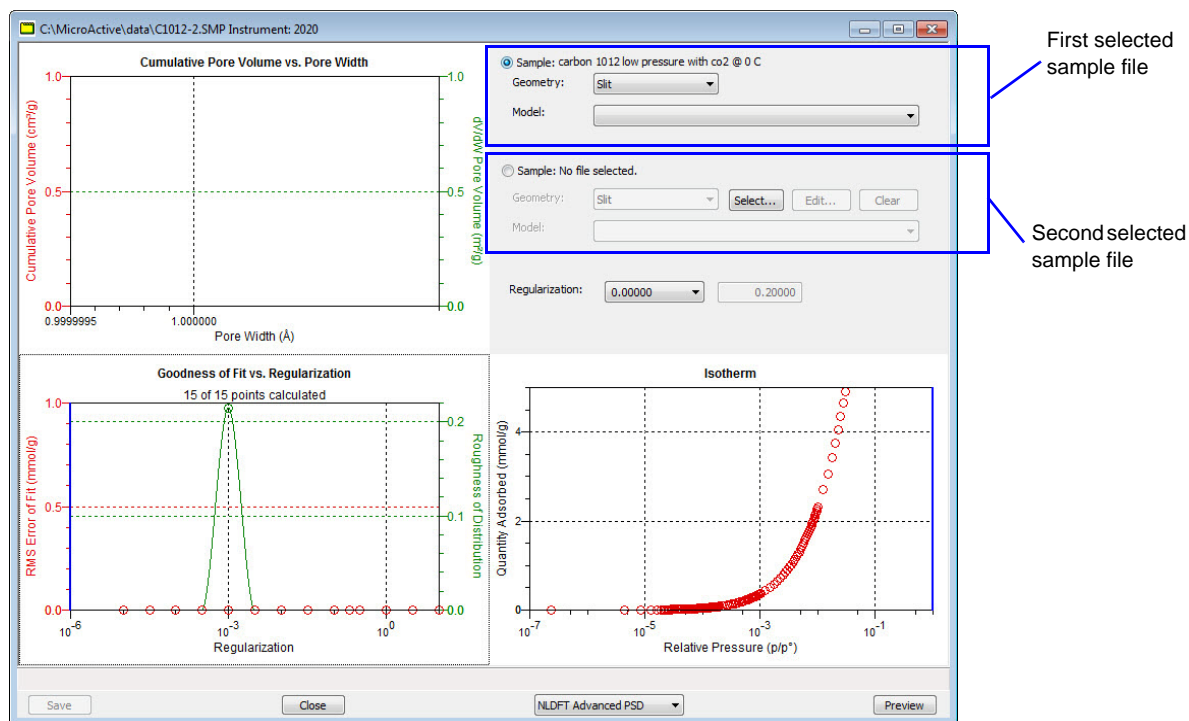 C:\MicroActive\data\C1012-2.SMP Instrument: 2020
Cumulative Pore Volume vs. Pore Width
1.0
0.5
0.0
Cumulative Pore Volume (cm³/g)
1.0
0.5
0.0
dV/dW Pore Volume (m²/g)
0.9999995
1.000000
Pore Width (Å)
Sample: carbon 1012 low pressure with co2 @ 0 C
Geometry:
Slit
Model:
First selected
sample file
Sample: No file selected.
Geometry:
Slit
Select...
Edit...
Clear
Model:
Second selected
sample file
Regularization:
0.00000
0.20000
Goodness of Fit vs. Regularization
15 of 15 points calculated
1.0
0.5
0.0
RMS Error of Fit (mmol/g)
0.2
0.1
0.0
Roughness of Distribution
10⁻⁶
10⁻³
10⁰
Regularization
Isotherm
4
2
0
Quantity Adsorbed (mmol/g)
10⁻⁷
10⁻⁵
10⁻³
10⁻¹
Relative Pressure (p/p°)
Save
Close
NLDFT Advanced PSD
Preview